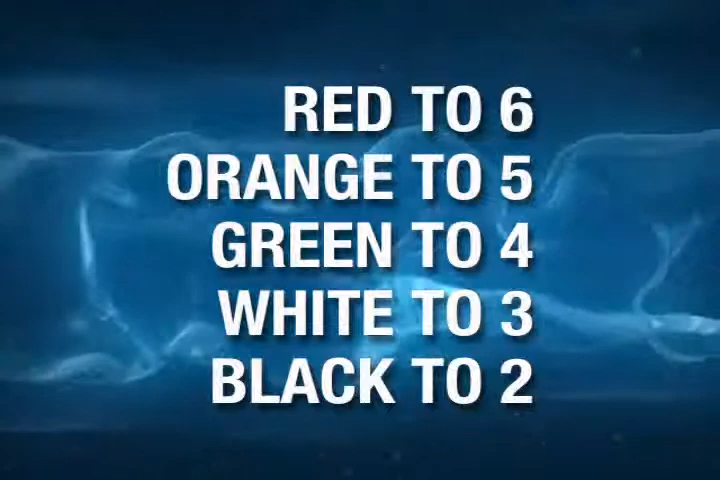 RED TO 6
ORANGE TO 5
GREEN TO 4
WHITE TO 3
BLACK TO 2